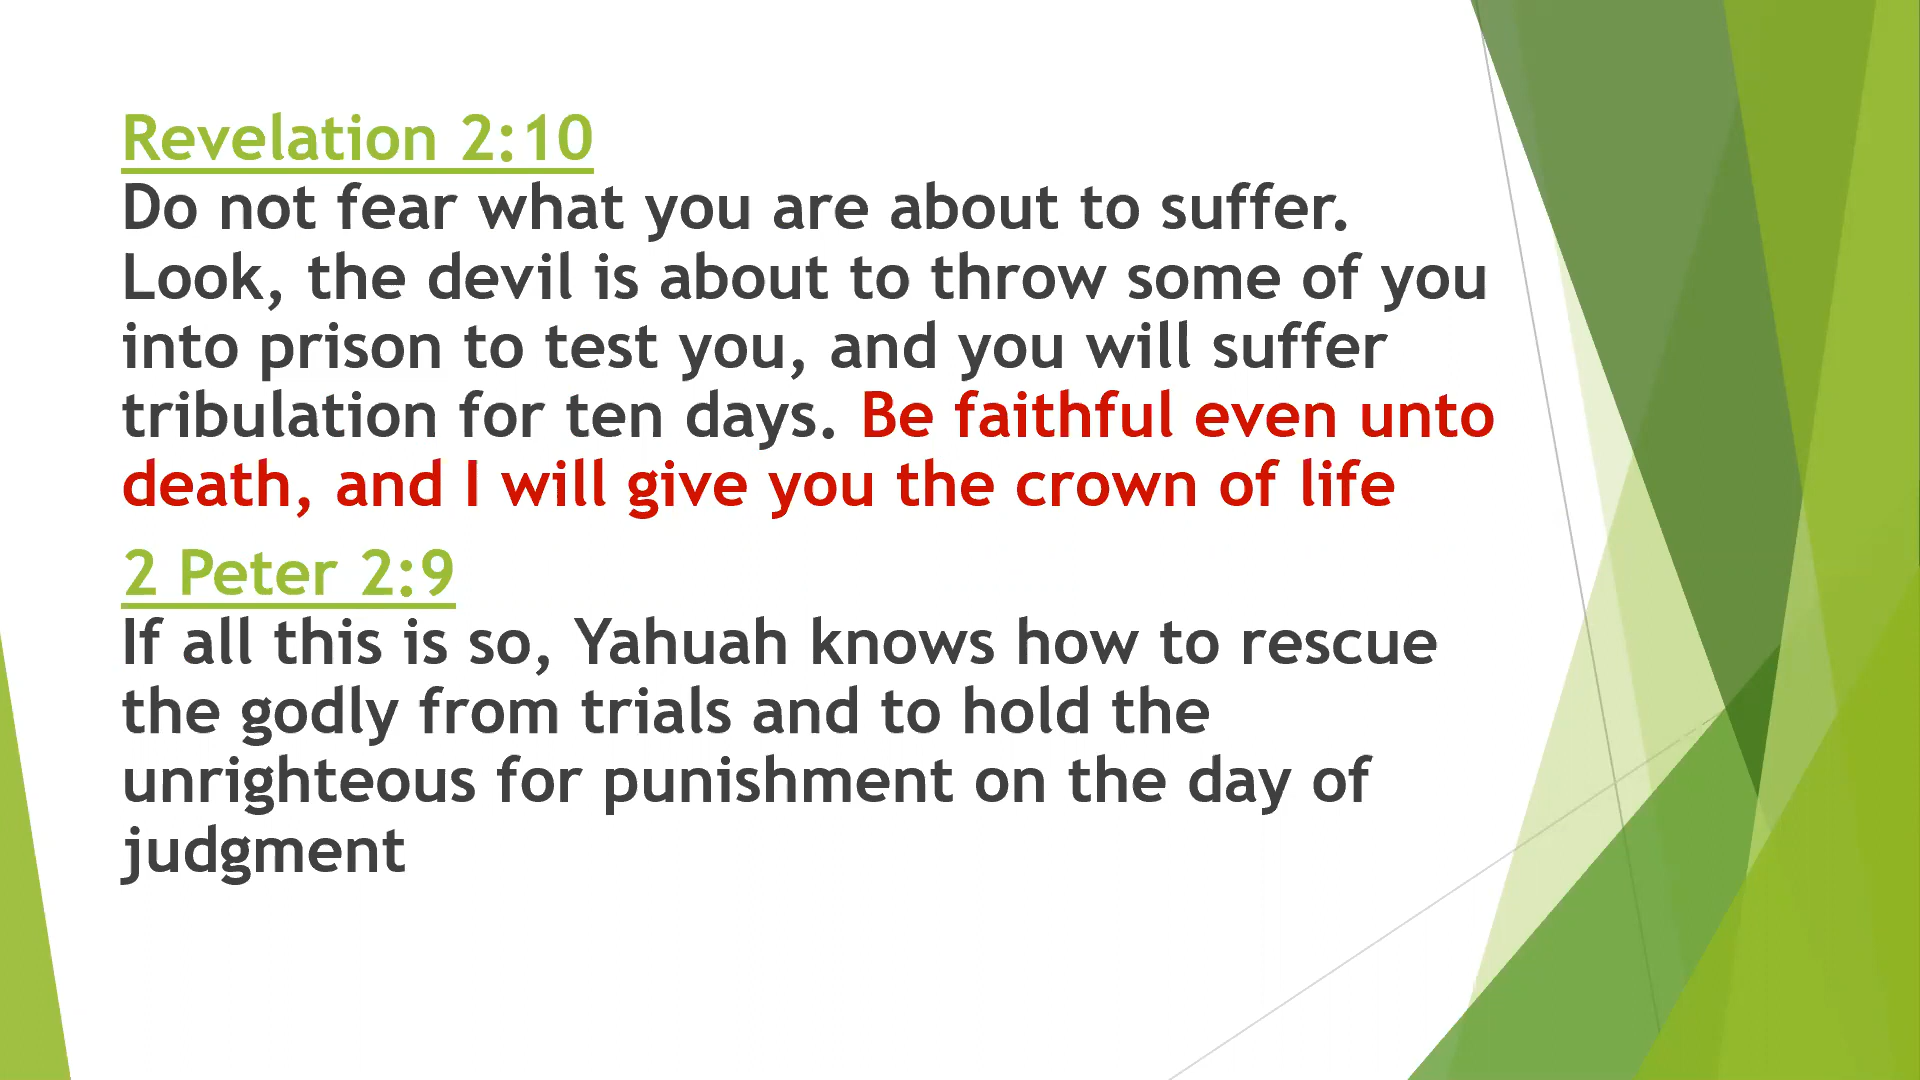 Revelation 2:10
Do not fear what you are about to suffer.
Look, the devil is about to throw some of you
into prison to test you, and you will suffer
tribulation for ten days. Be faithful even unto
death, and I will give you the crown of life
2 Peter 2:9
If all this is so, Yahuah knows how to rescue
the godly from trials and to hold the
unrighteous for punishment on the day of
judgment